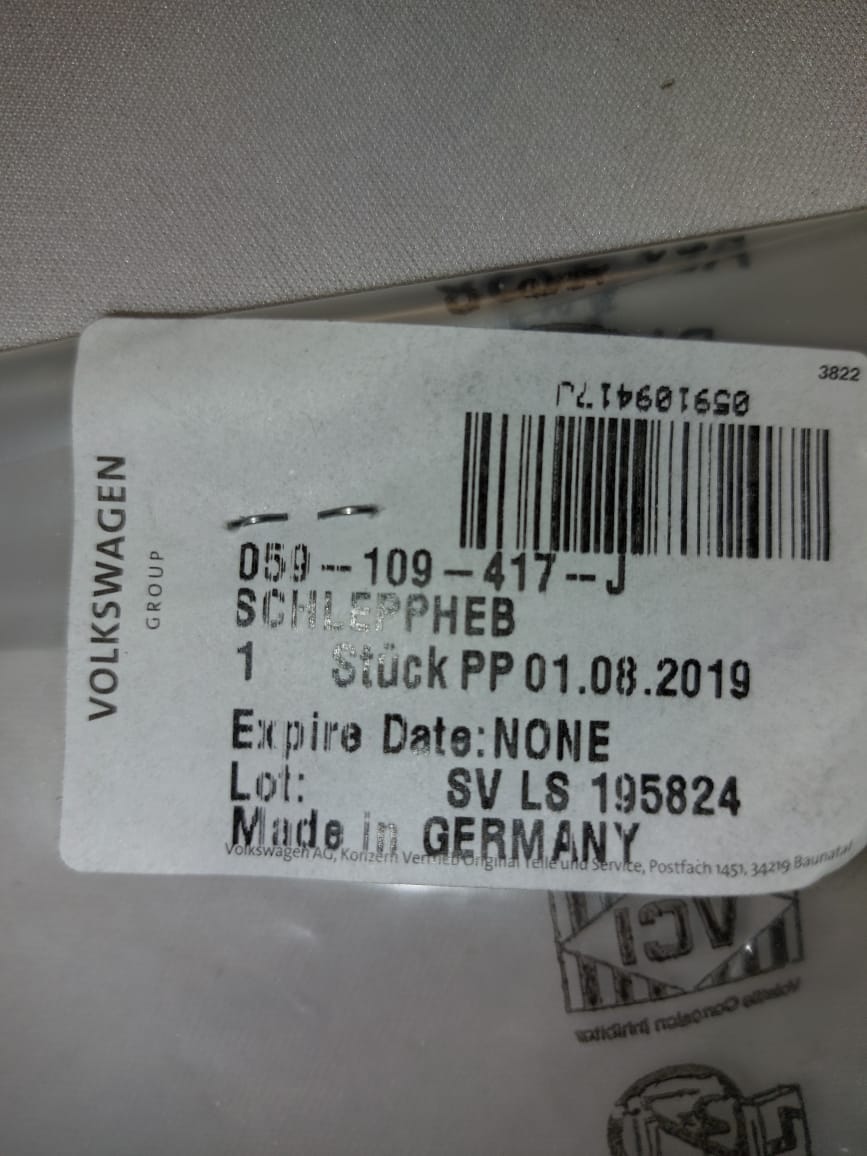 3822
059109417J
VOLKSWAGEN
GROUP
059--109-417--J
SCHLEPPHEB
1 Stück PP 01.08.2019
Expire Date:NONE
Lot: SV LS 195824
Made in GERMANY
Volkswagen AG, Konzern Vertrieb Original Teile und Service, Postfach 1451, 34219 Baunatal
VCI